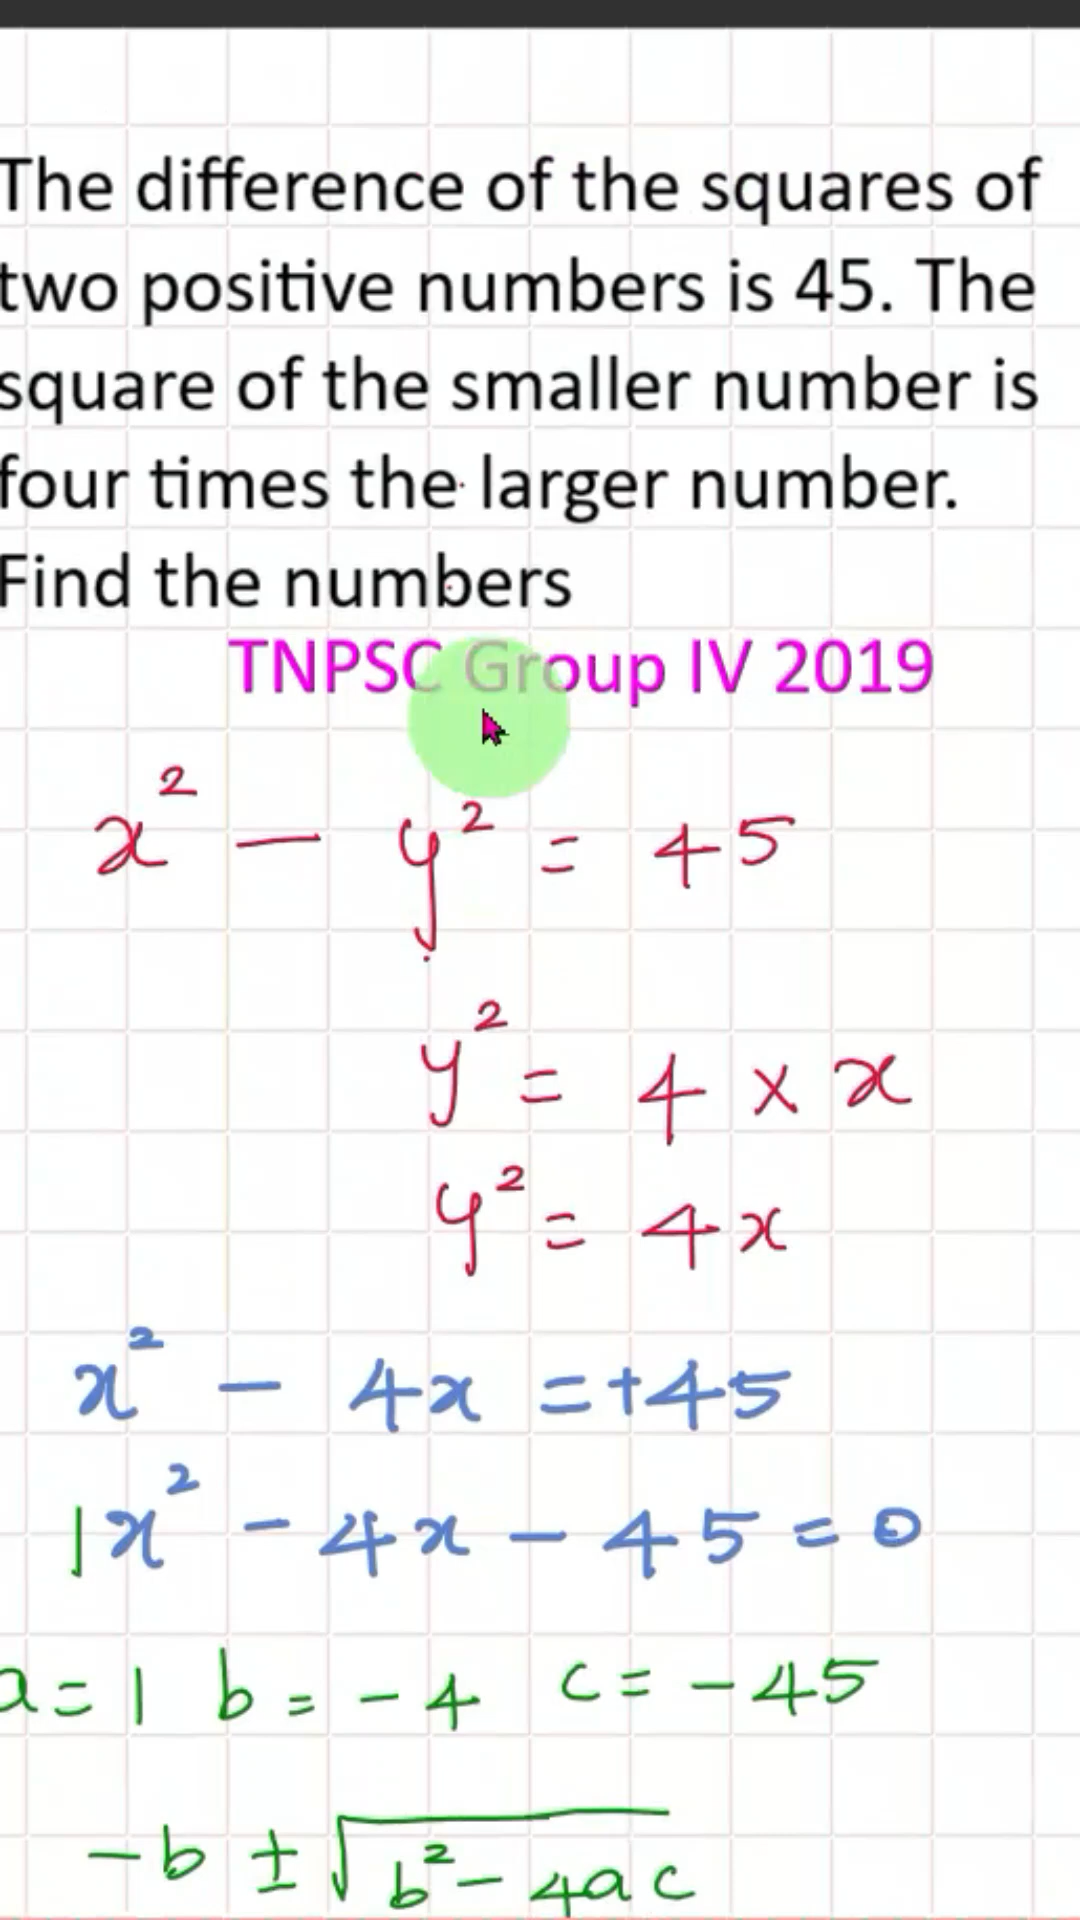 The difference of the squares of
two positive numbers is 45. The
square of the smaller number is
four times the larger number.
Find the numbers
TNPSC Group IV 2019
x² - y² = 45
y² = 4 × x
y² = 4x
x² - 4x = +45
1x² - 4x - 45 = 0
a = 1 b = -4 c = -45
-b ± √b² - 4ac